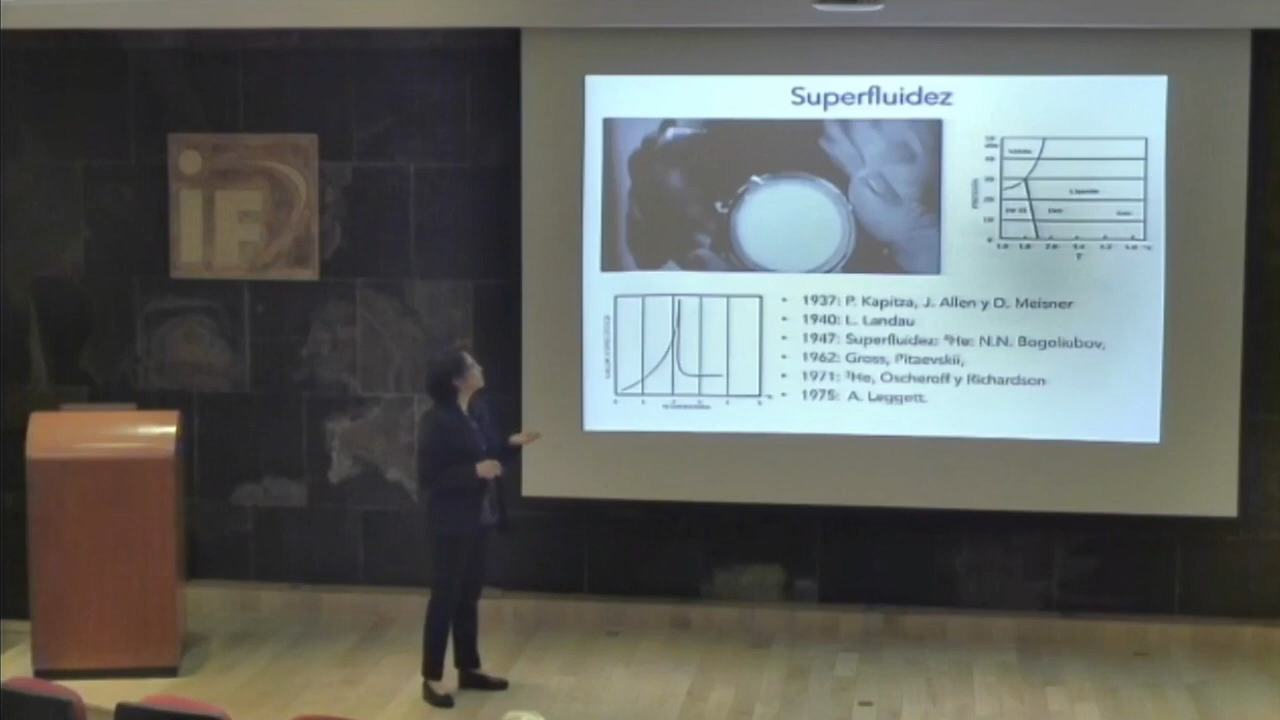 Superfluidez
iF
1937: P. Kapitza, J. Allen y D. Meisner
1940: L. Landau
1947: Superfluidez: ⁴He: N.N. Bogoliubov,
1962: Gross, Pitaevskii,
1971: ³He, Oscheroff y Richardson
1975: A. Leggett.
T